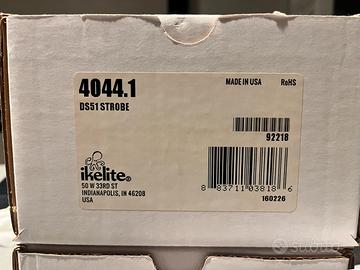 4044.1
MADE IN USA RoHS
DS51 STROBE
92218
ikelite®
50 W 33RD ST
INDIANAPOLIS, IN 46208
USA
8 83711 03818 6
160226
subito